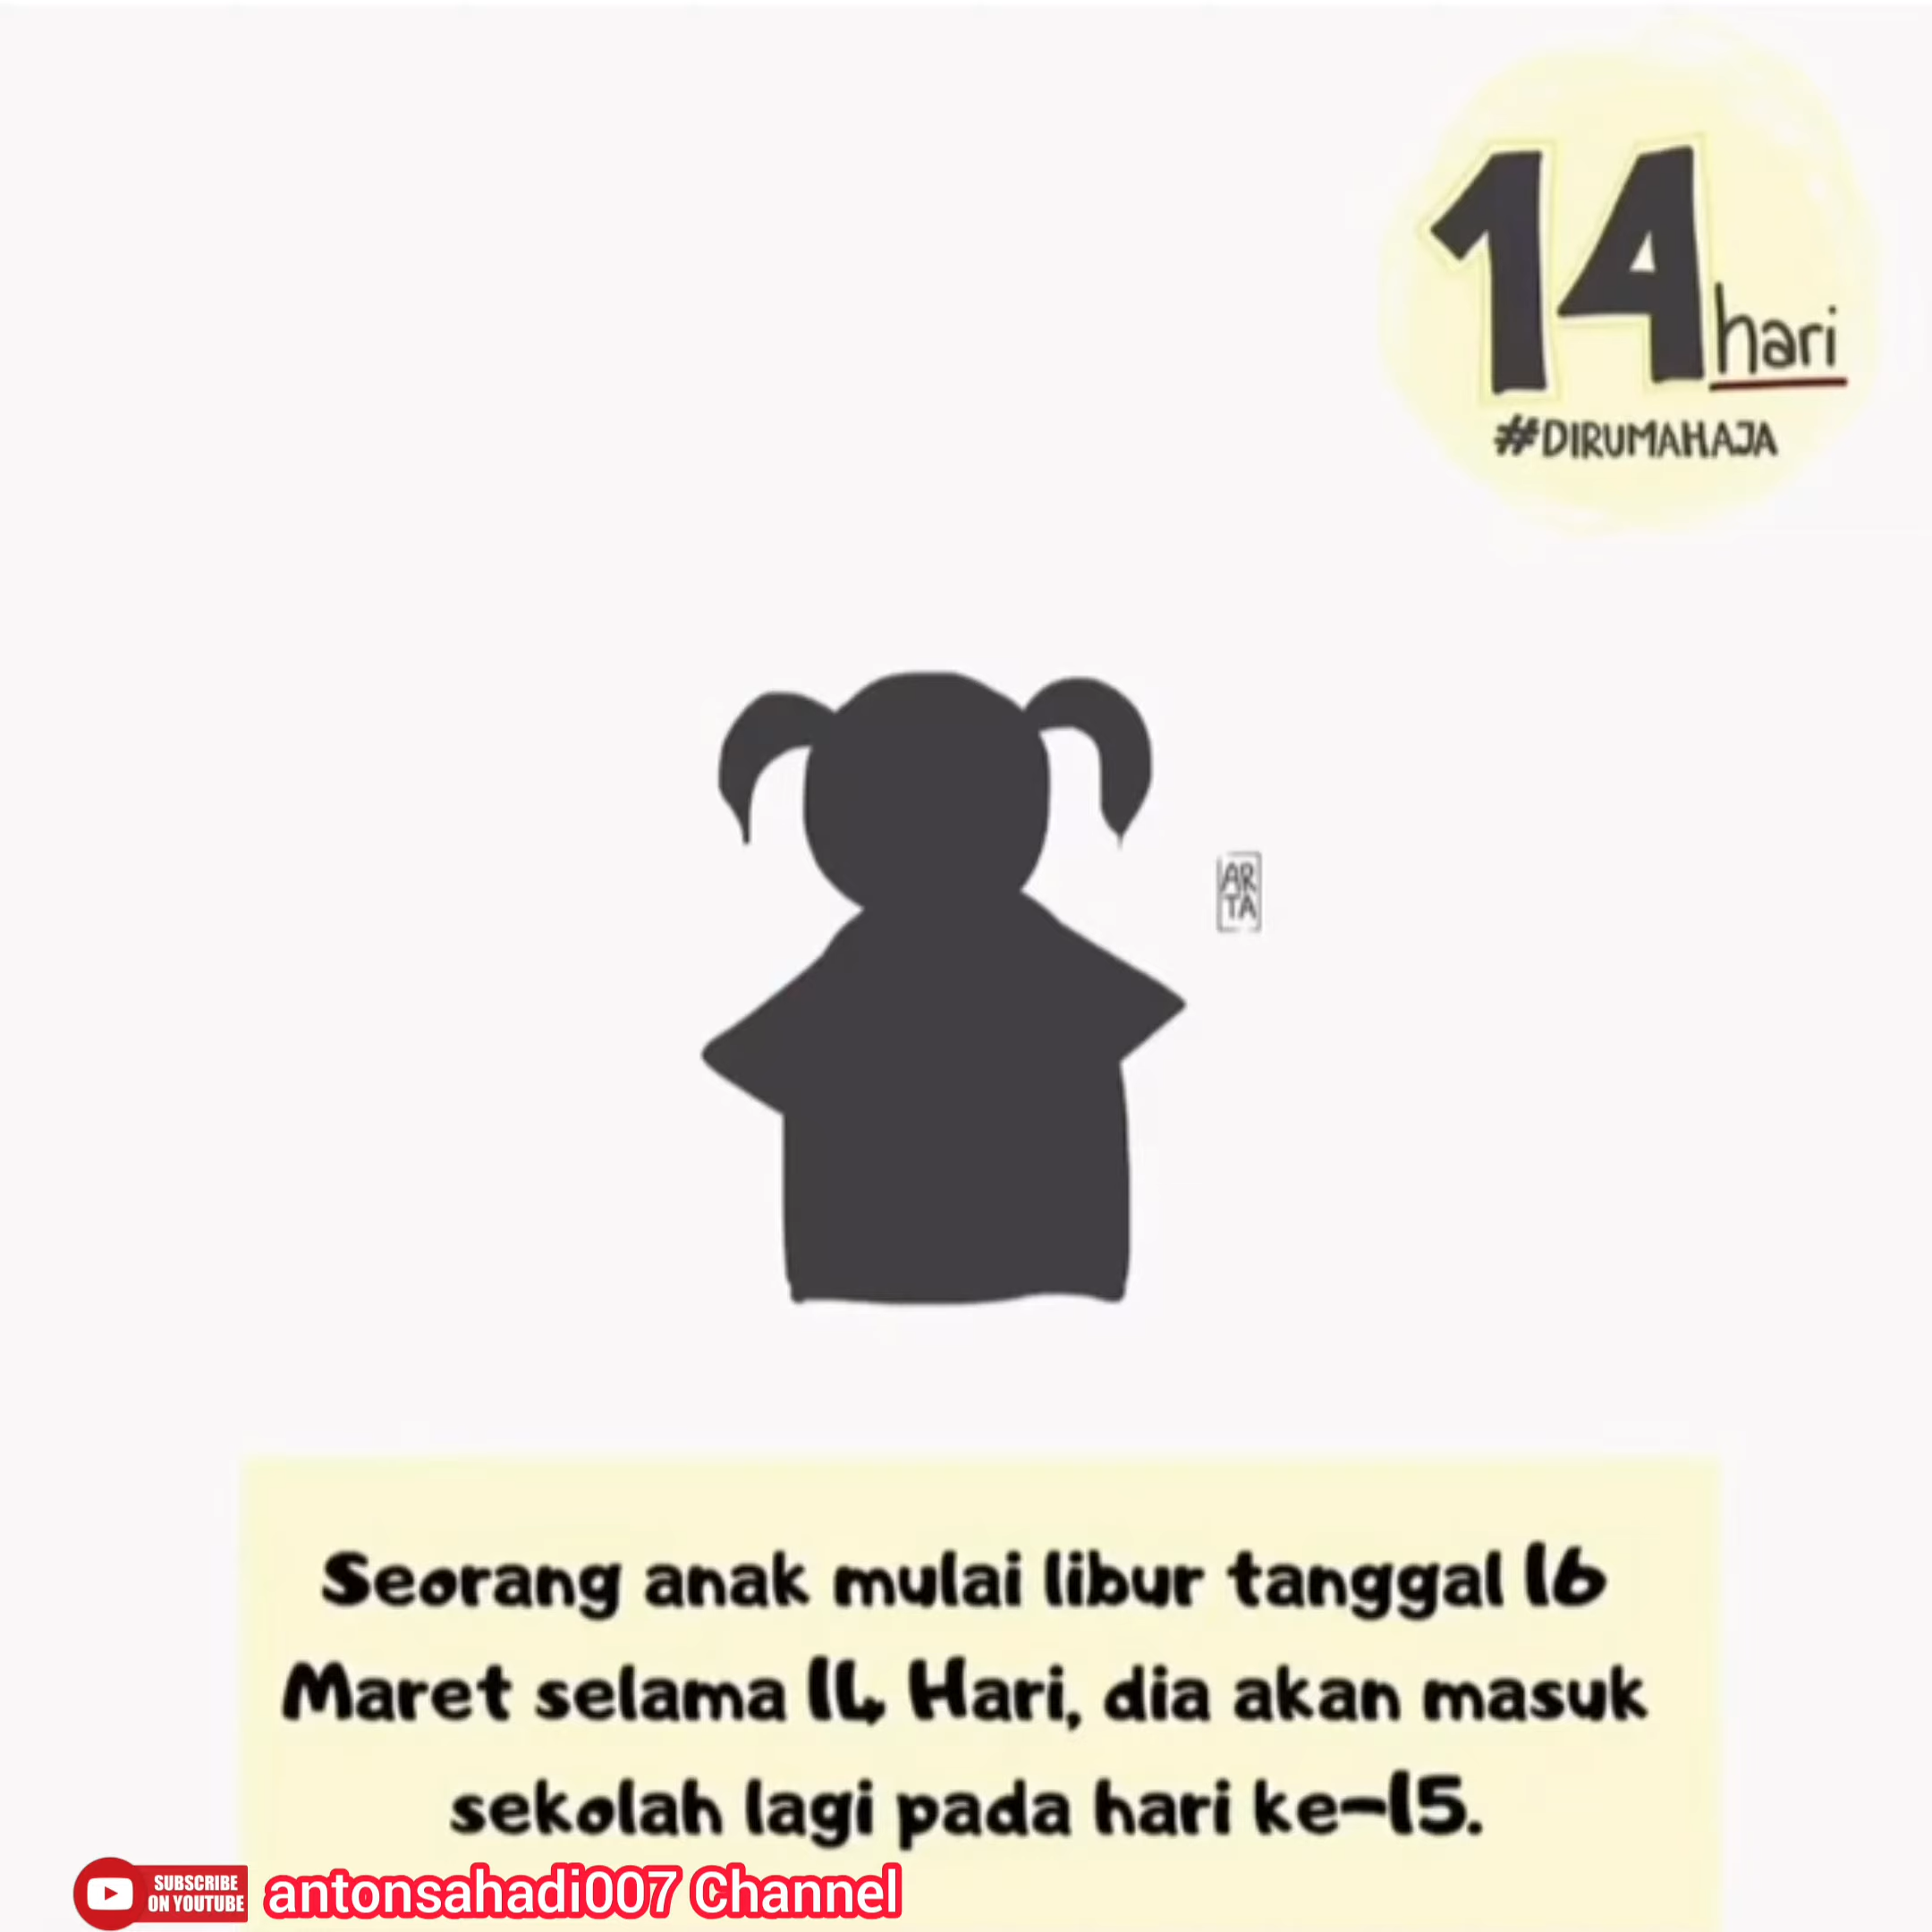 14 hari
#DIRUMAHAJA
AR
TA
Seorang anak mulai libur tanggal 16
Maret selama 14 Hari, dia akan masuk
sekolah lagi pada hari ke-15.
SUBSCRIBE
ON YOUTUBE
antonsahadi007 Channel